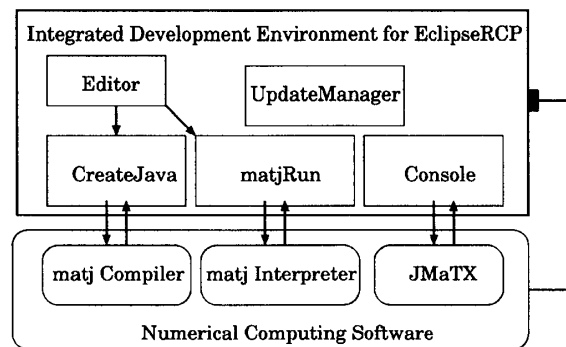 Integrated Development Environment for EclipseRCP
Editor
UpdateManager
CreateJava
matjRun
Console
matj Compiler
matj Interpreter
JMaTX
Numerical Computing Software